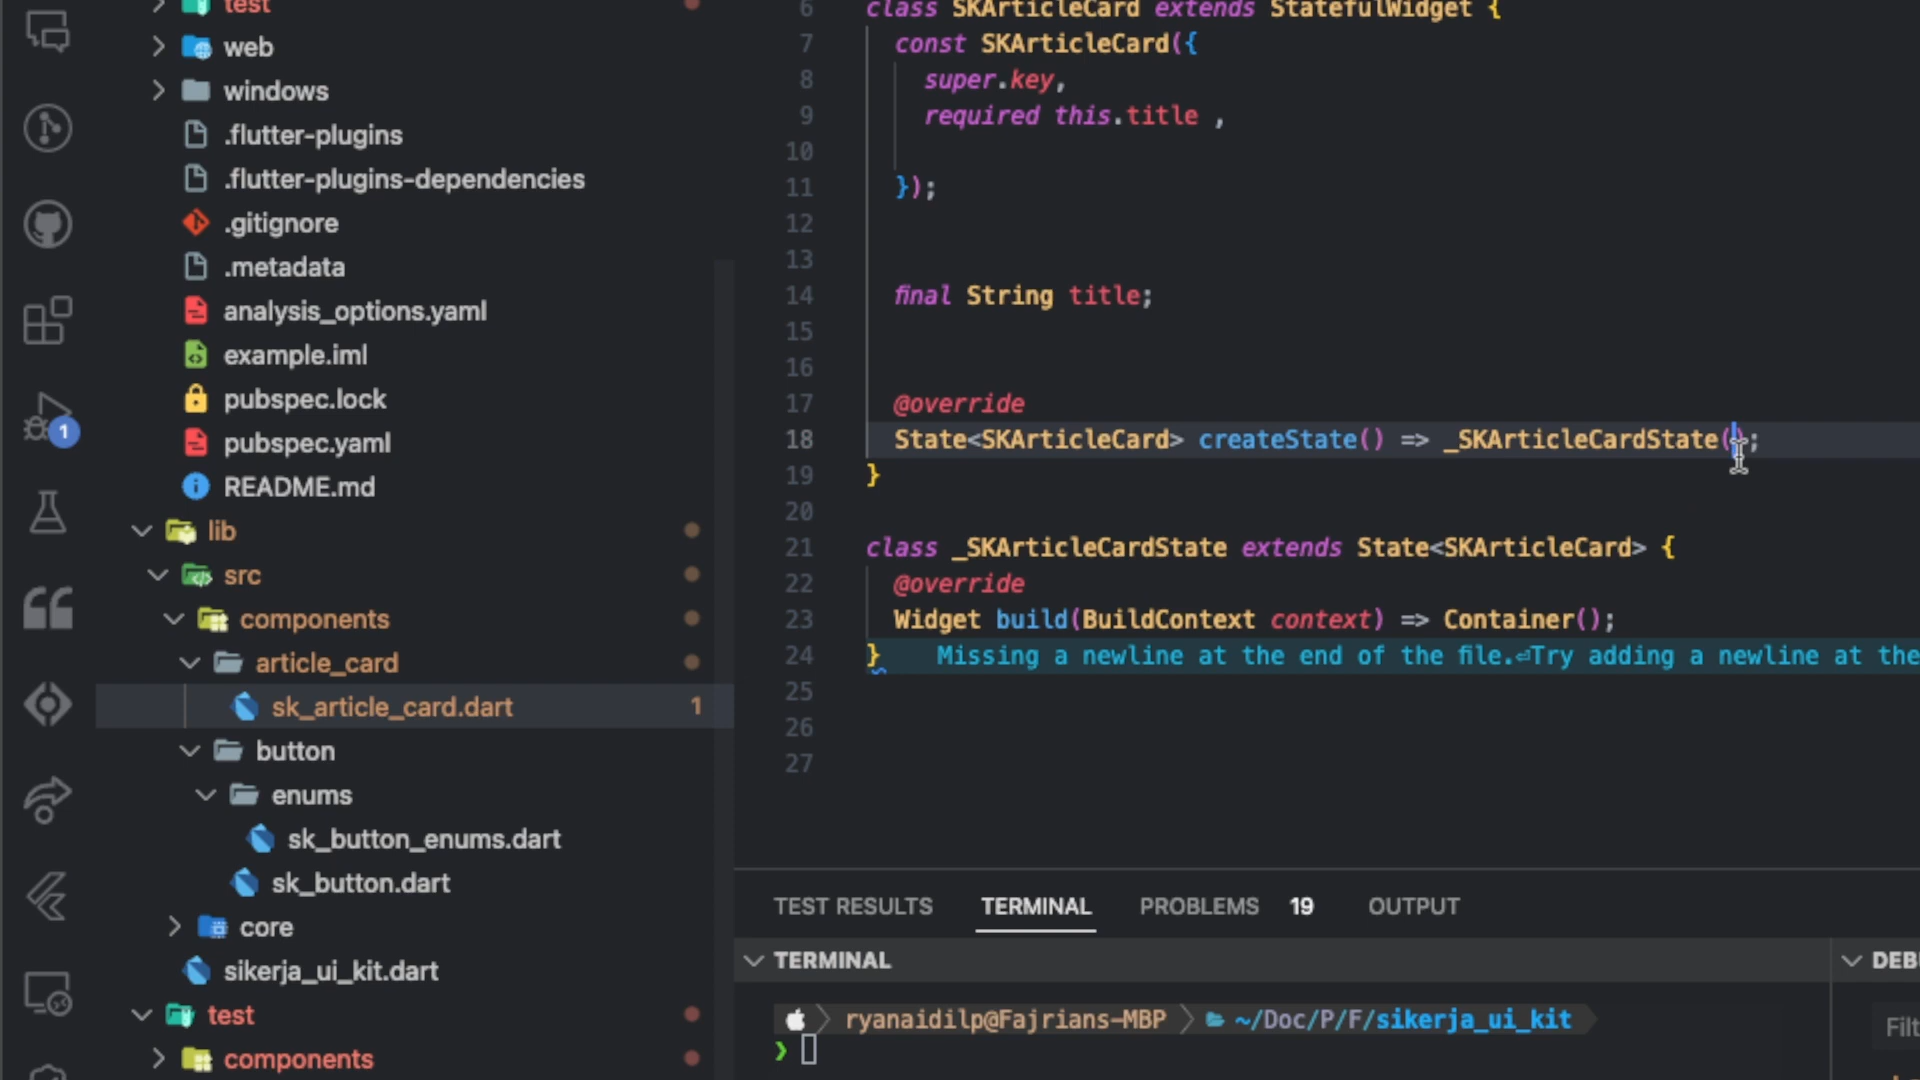 test
web
windows
.flutter-plugins
.flutter-plugins-dependencies
.gitignore
.metadata
analysis_options.yaml
example.iml
pubspec.lock
1
pubspec.yaml
README.md
lib
src
components
article_card
sk_article_card.dart 1
button
enums
sk_button_enums.dart
sk_button.dart
core
sikerja_ui_kit.dart
test
components
6 class SKArticleCard extends StatefulWidget {
7 const SKArticleCard({
8 super.key,
9 required this.title ,
10
11 });
12
13
14 final String title;
15
16
17 @override
18 State<SKArticleCard> createState() => _SKArticleCardState();
19 }
20
21 class _SKArticleCardState extends State<SKArticleCard> {
22 @override
23 Widget build(BuildContext context) => Container();
24 } Missing a newline at the end of the file.⏎Try adding a newline at the
25
26
27
TEST RESULTS TERMINAL PROBLEMS 19 OUTPUT
TERMINAL
DEB
ryanaidilp@Fajrians-MBP ~/Doc/P/F/sikerja_ui_kit
❯
Filt